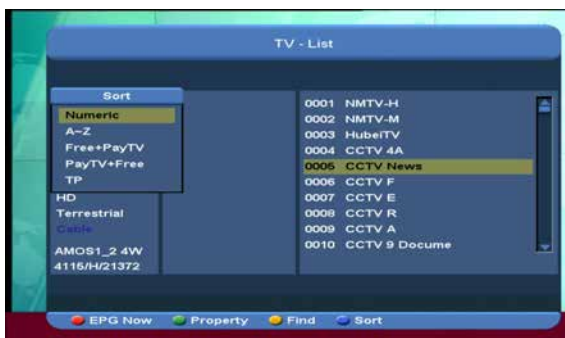 TV - List
Sort
Numeric
A~Z
Free+PayTV
PayTV+Free
TP
HD
Terrestrial
Cable
AMOS1_2 4W
4115/H/21372
0001 NMTV-H
0002 NMTV-M
0003 HubeiTV
0004 CCTV 4A
0005 CCTV News
0006 CCTV F
0007 CCTV E
0008 CCTV R
0009 CCTV A
0010 CCTV 9 Docume
EPG Now
Property
Find
Sort